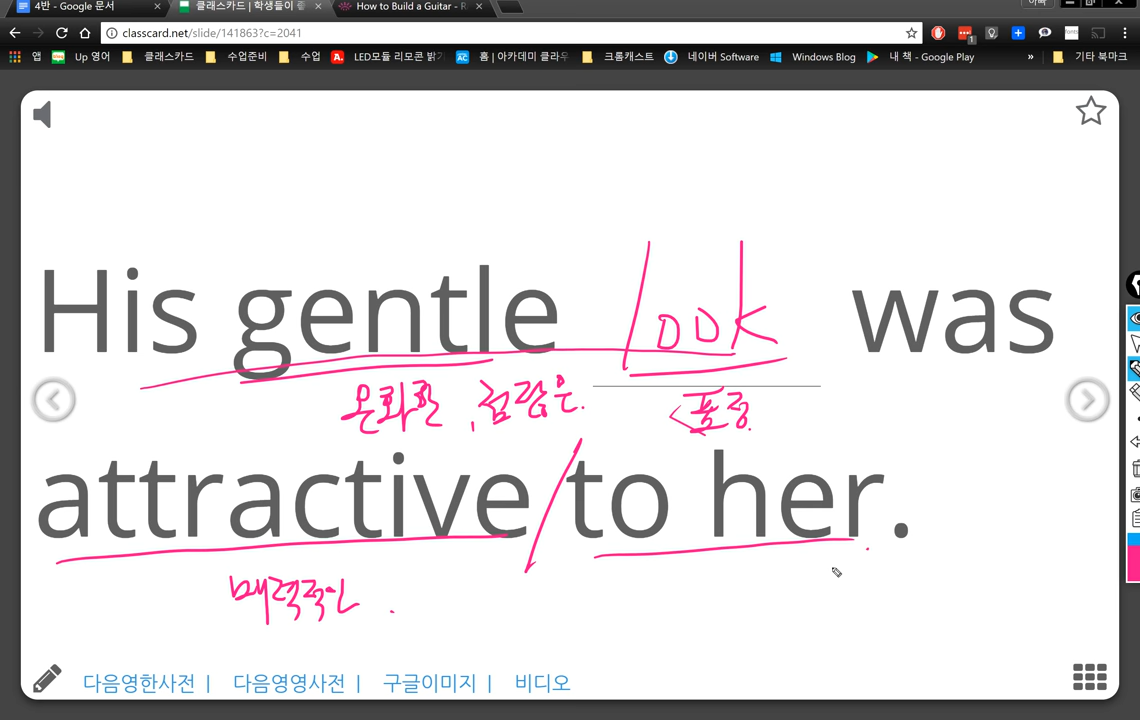 4반 - Google 문서
클래스카드 | 학생들이 좋
How to Build a Guitar - R
아빠
classcard.net/slide/141863?c=2041
앱 Up 영어 클래스카드 수업준비 수업 LED모듈 리모콘 밝기 홈 | 아카데미 클라우 크롬캐스트 네이버 Software Windows Blog 내 책 - Google Play » 기타 북마크
His gentle look was
온화한, 점잖은. 표정.
attractive / to her.
매력적인.
다음영한사전 | 다음영영사전 | 구글이미지 | 비디오